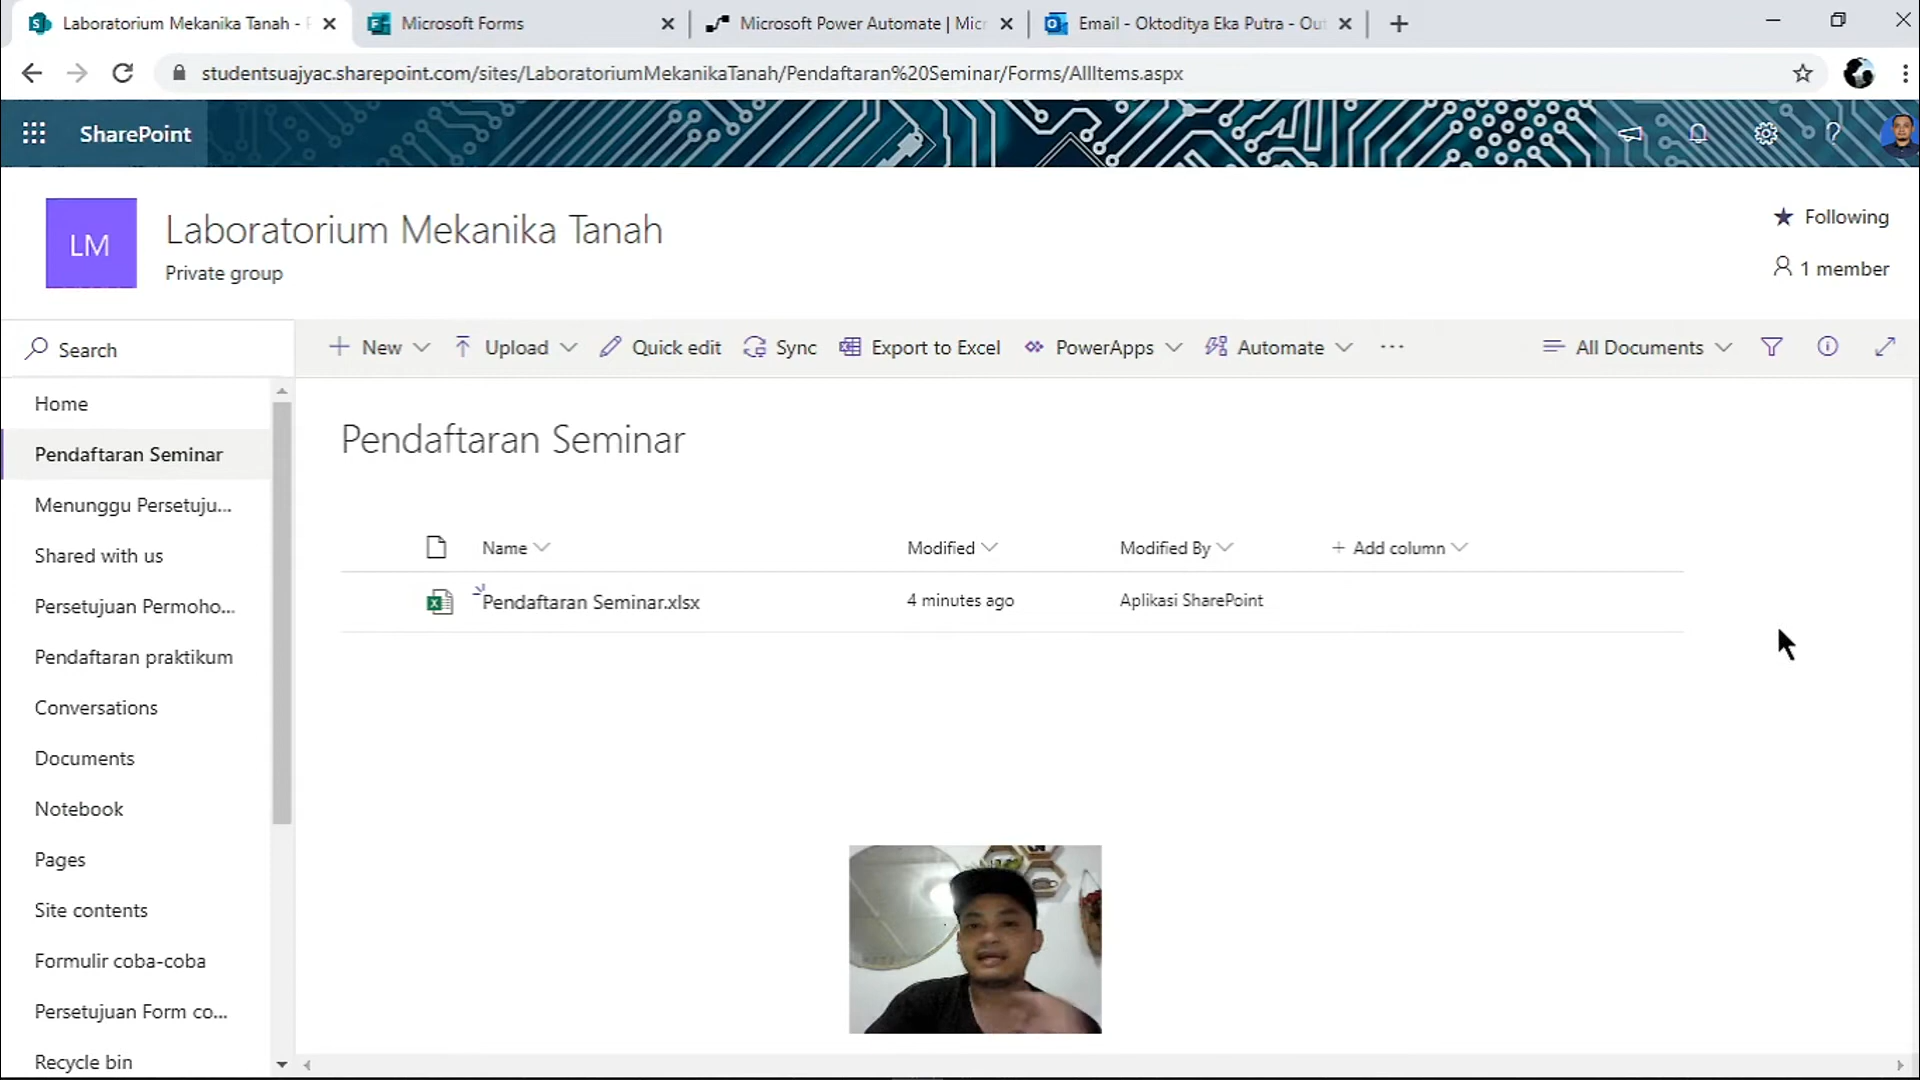 Laboratorium Mekanika Tanah -
Microsoft Forms
Microsoft Power Automate | Mic
Email - Oktoditya Eka Putra - Out
studentsuajyac.sharepoint.com/sites/LaboratoriumMekanikaTanah/Pendaftaran%20Seminar/Forms/AllItems.aspx
SharePoint
LM
Laboratorium Mekanika Tanah
Private group
Following
1 member
Search
New
Upload
Quick edit
Sync
Export to Excel
PowerApps
Automate
All Documents
Home
Pendaftaran Seminar
Menunggu Persetuju...
Shared with us
Persetujuan Permoho...
Pendaftaran praktikum
Conversations
Documents
Notebook
Pages
Site contents
Formulir coba-coba
Persetujuan Form co...
Recycle bin
Pendaftaran Seminar
Name
Modified
Modified By
+ Add column
Pendaftaran Seminar.xlsx
4 minutes ago
Aplikasi SharePoint